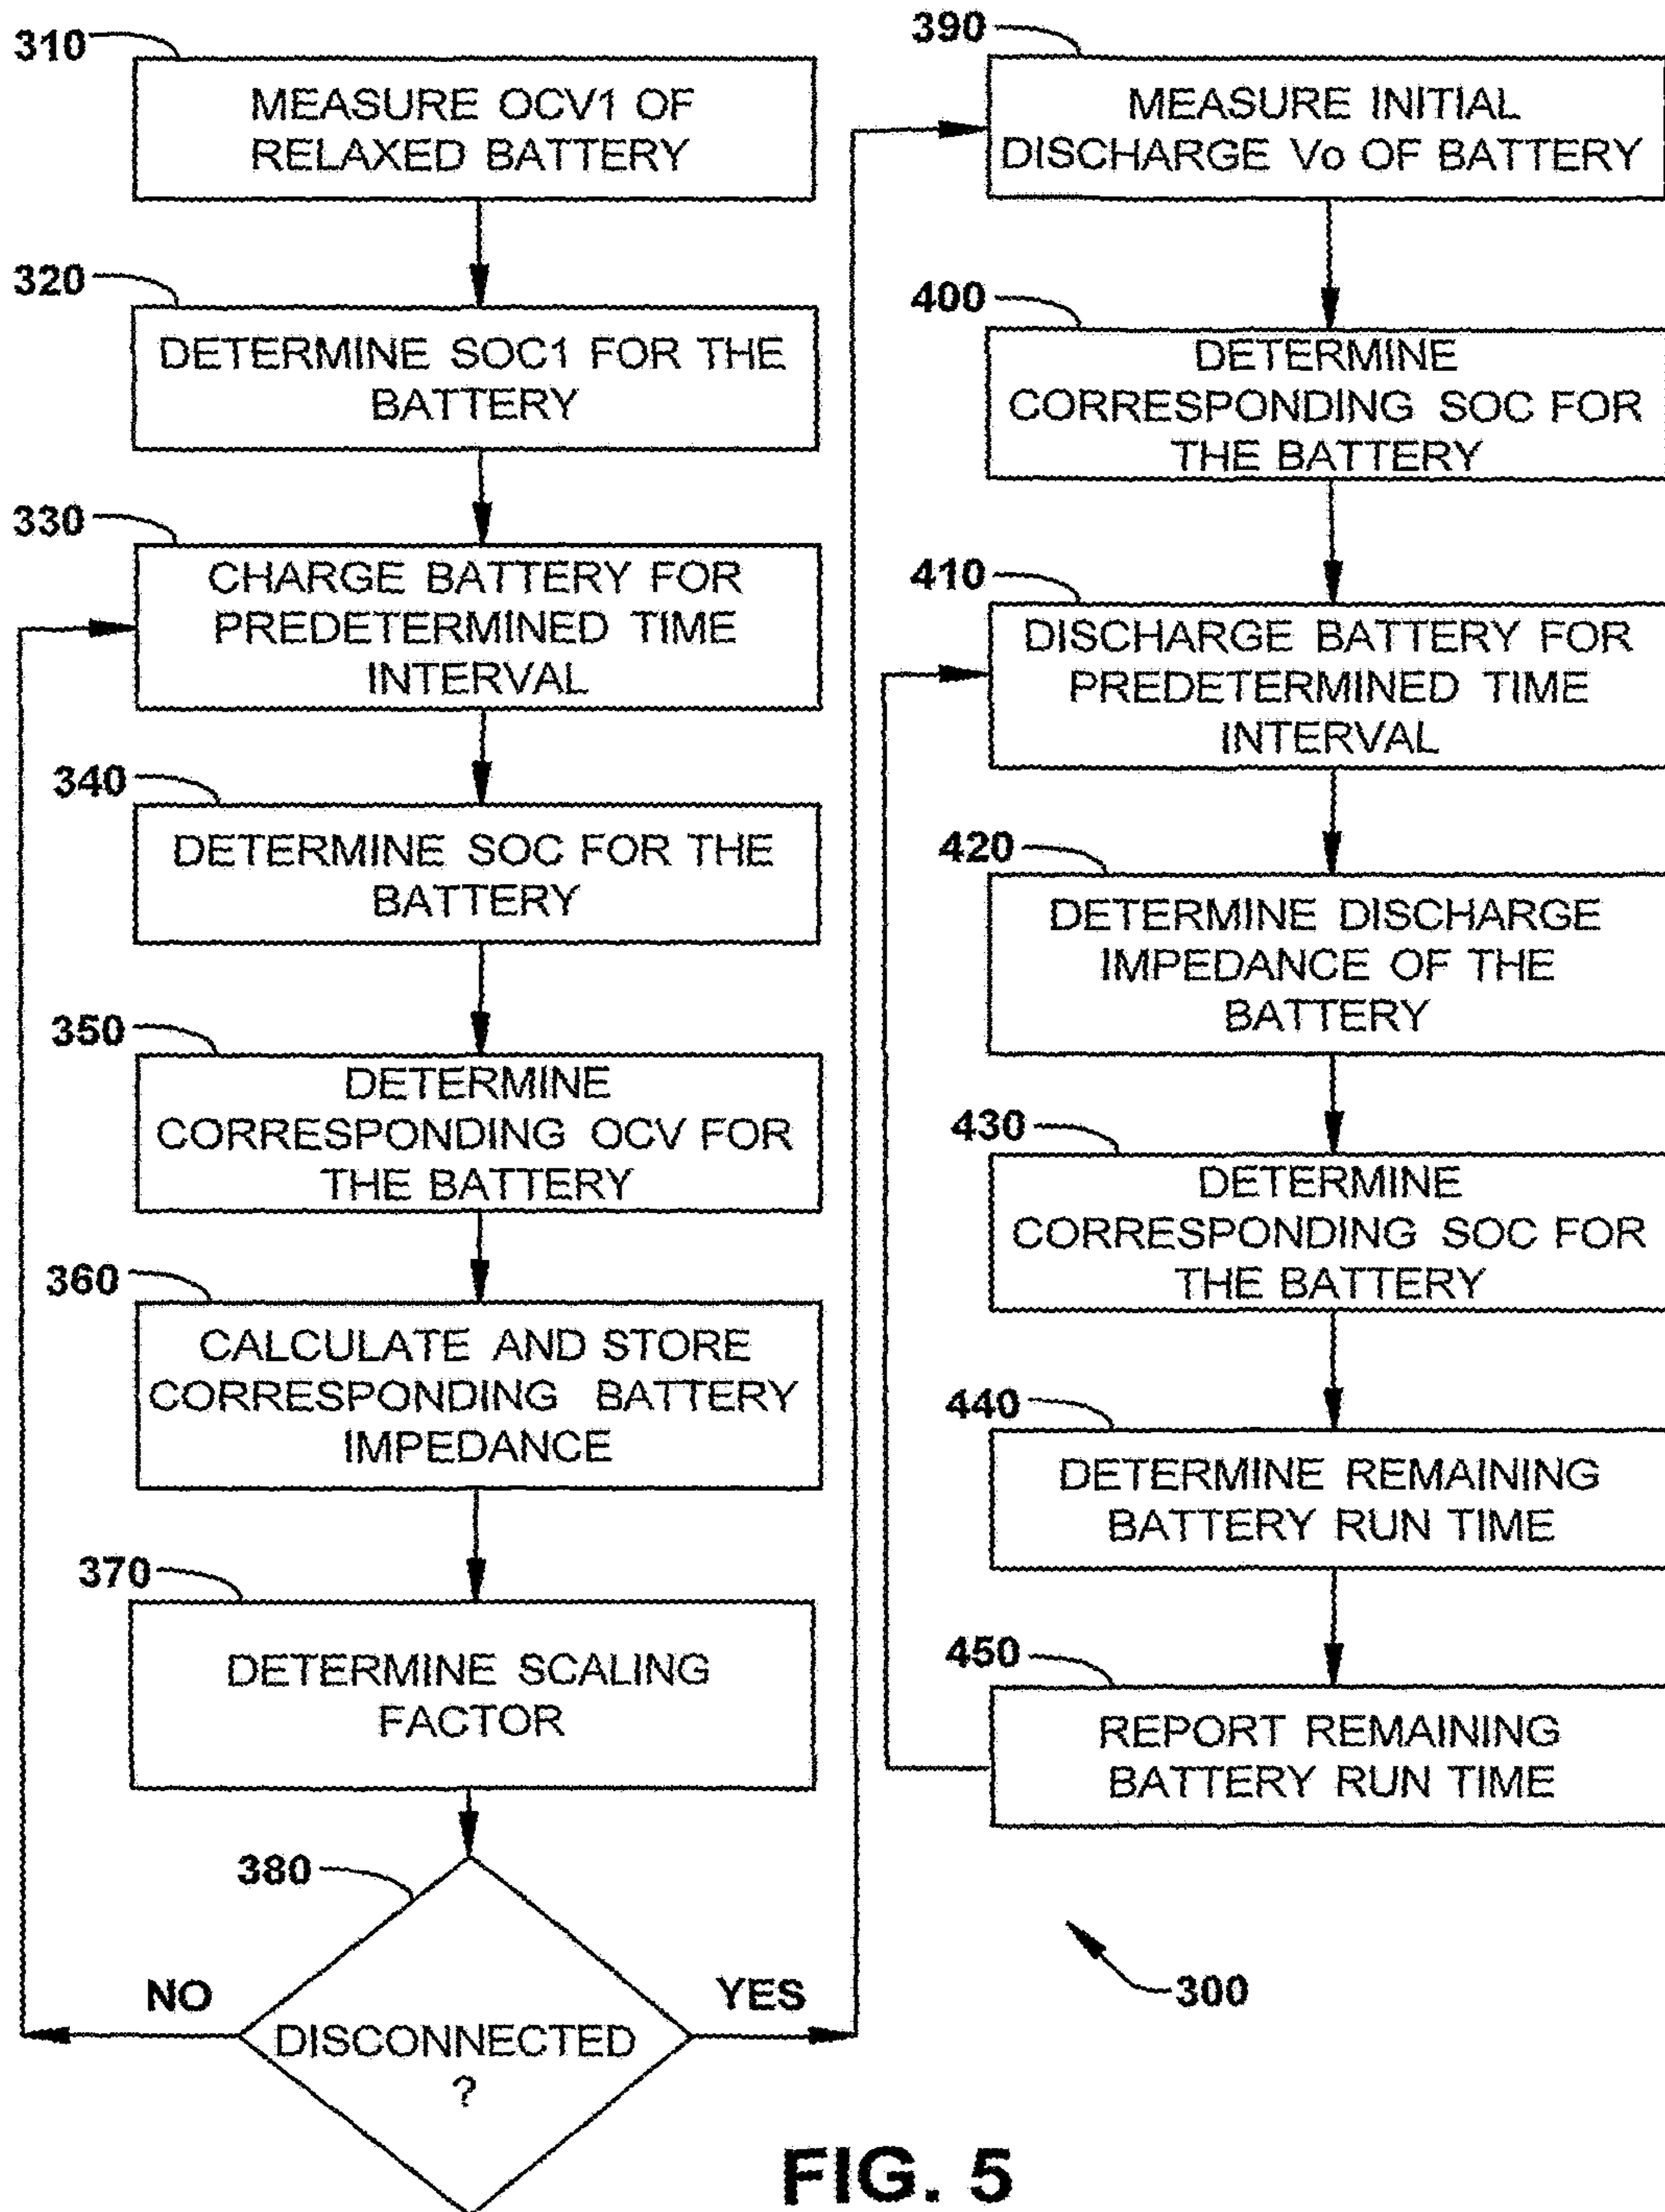 310
MEASURE OCV1 OF
RELAXED BATTERY
320
DETERMINE SOC1 FOR THE
BATTERY
330
CHARGE BATTERY FOR
PREDETERMINED TIME
INTERVAL
340
DETERMINE SOC FOR THE
BATTERY
350
DETERMINE
CORRESPONDING OCV FOR
THE BATTERY
360
CALCULATE AND STORE
CORRESPONDING BATTERY
IMPEDANCE
370
DETERMINE SCALING
FACTOR
380
NO
YES
DISCONNECTED
?
390
MEASURE INITIAL
DISCHARGE Vo OF BATTERY
400
DETERMINE
CORRESPONDING SOC FOR
THE BATTERY
410
DISCHARGE BATTERY FOR
PREDETERMINED TIME
INTERVAL
420
DETERMINE DISCHARGE
IMPEDANCE OF THE
BATTERY
430
DETERMINE
CORRESPONDING SOC FOR
THE BATTERY
440
DETERMINE REMAINING
BATTERY RUN TIME
450
REPORT REMAINING
BATTERY RUN TIME
300
FIG. 5